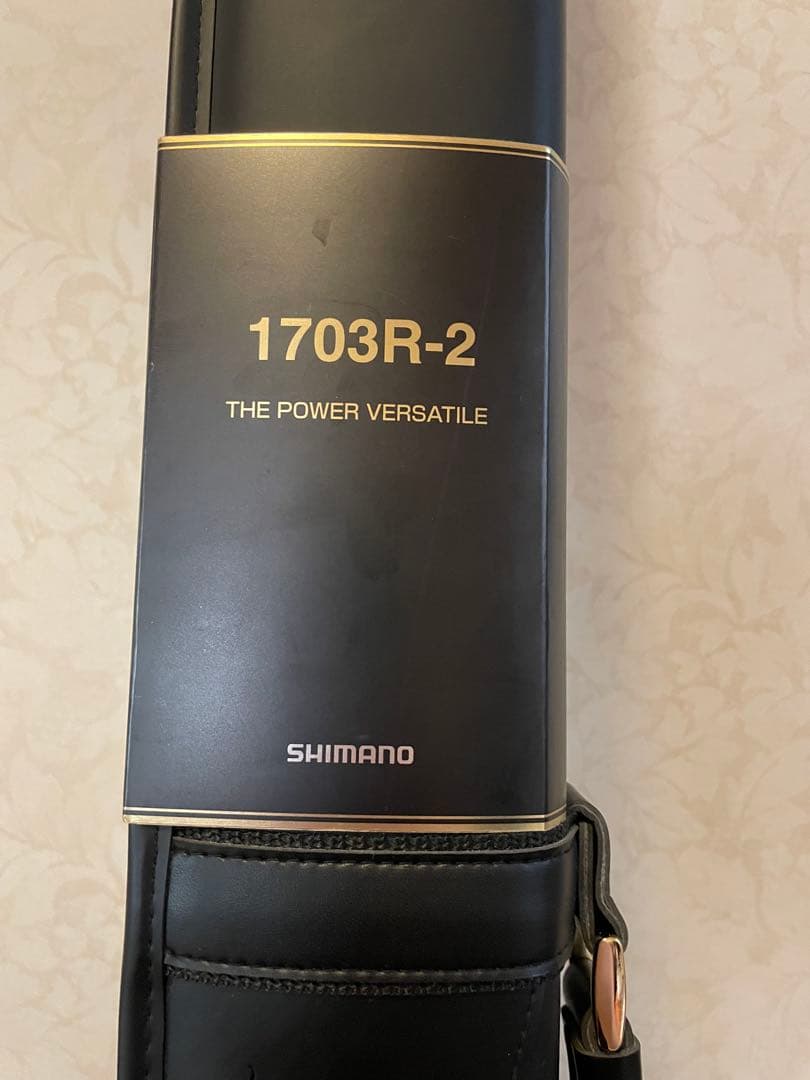 1703R-2
THE POWER VERSATILE
SHIMANO